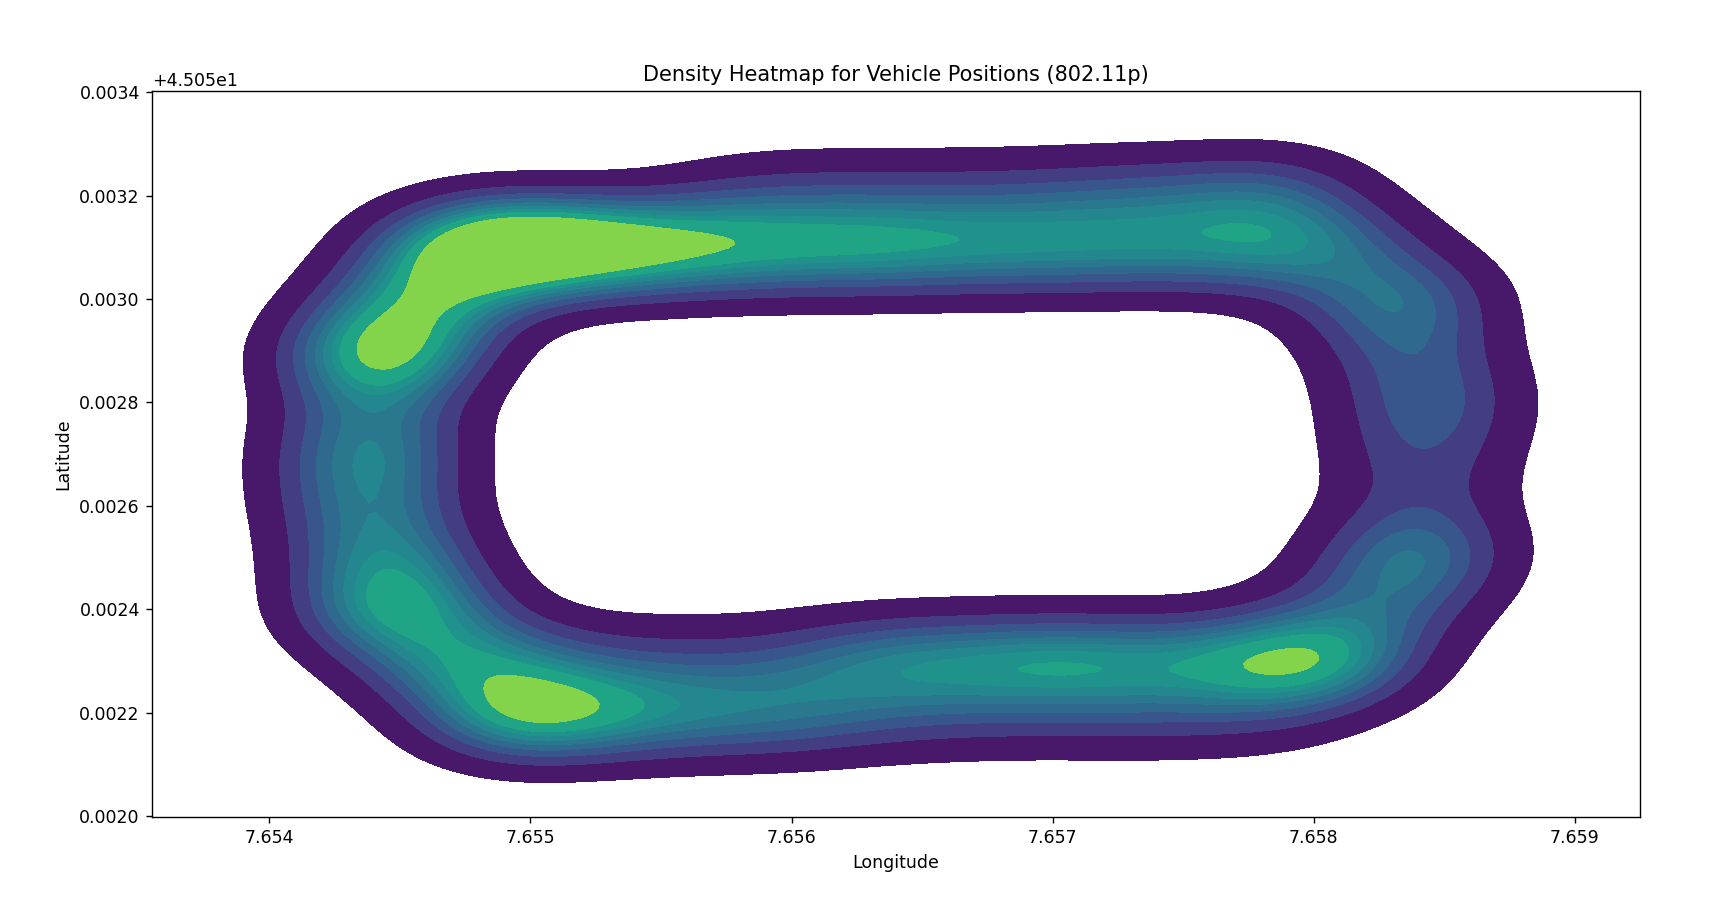 Density Heatmap for Vehicle Positions (802.11p)
+4.505e1
0.0034
0.0032
0.0030
0.0028
0.0026
0.0024
0.0022
0.0020
Latitude
7.654 7.655 7.656 7.657 7.658 7.659
Longitude